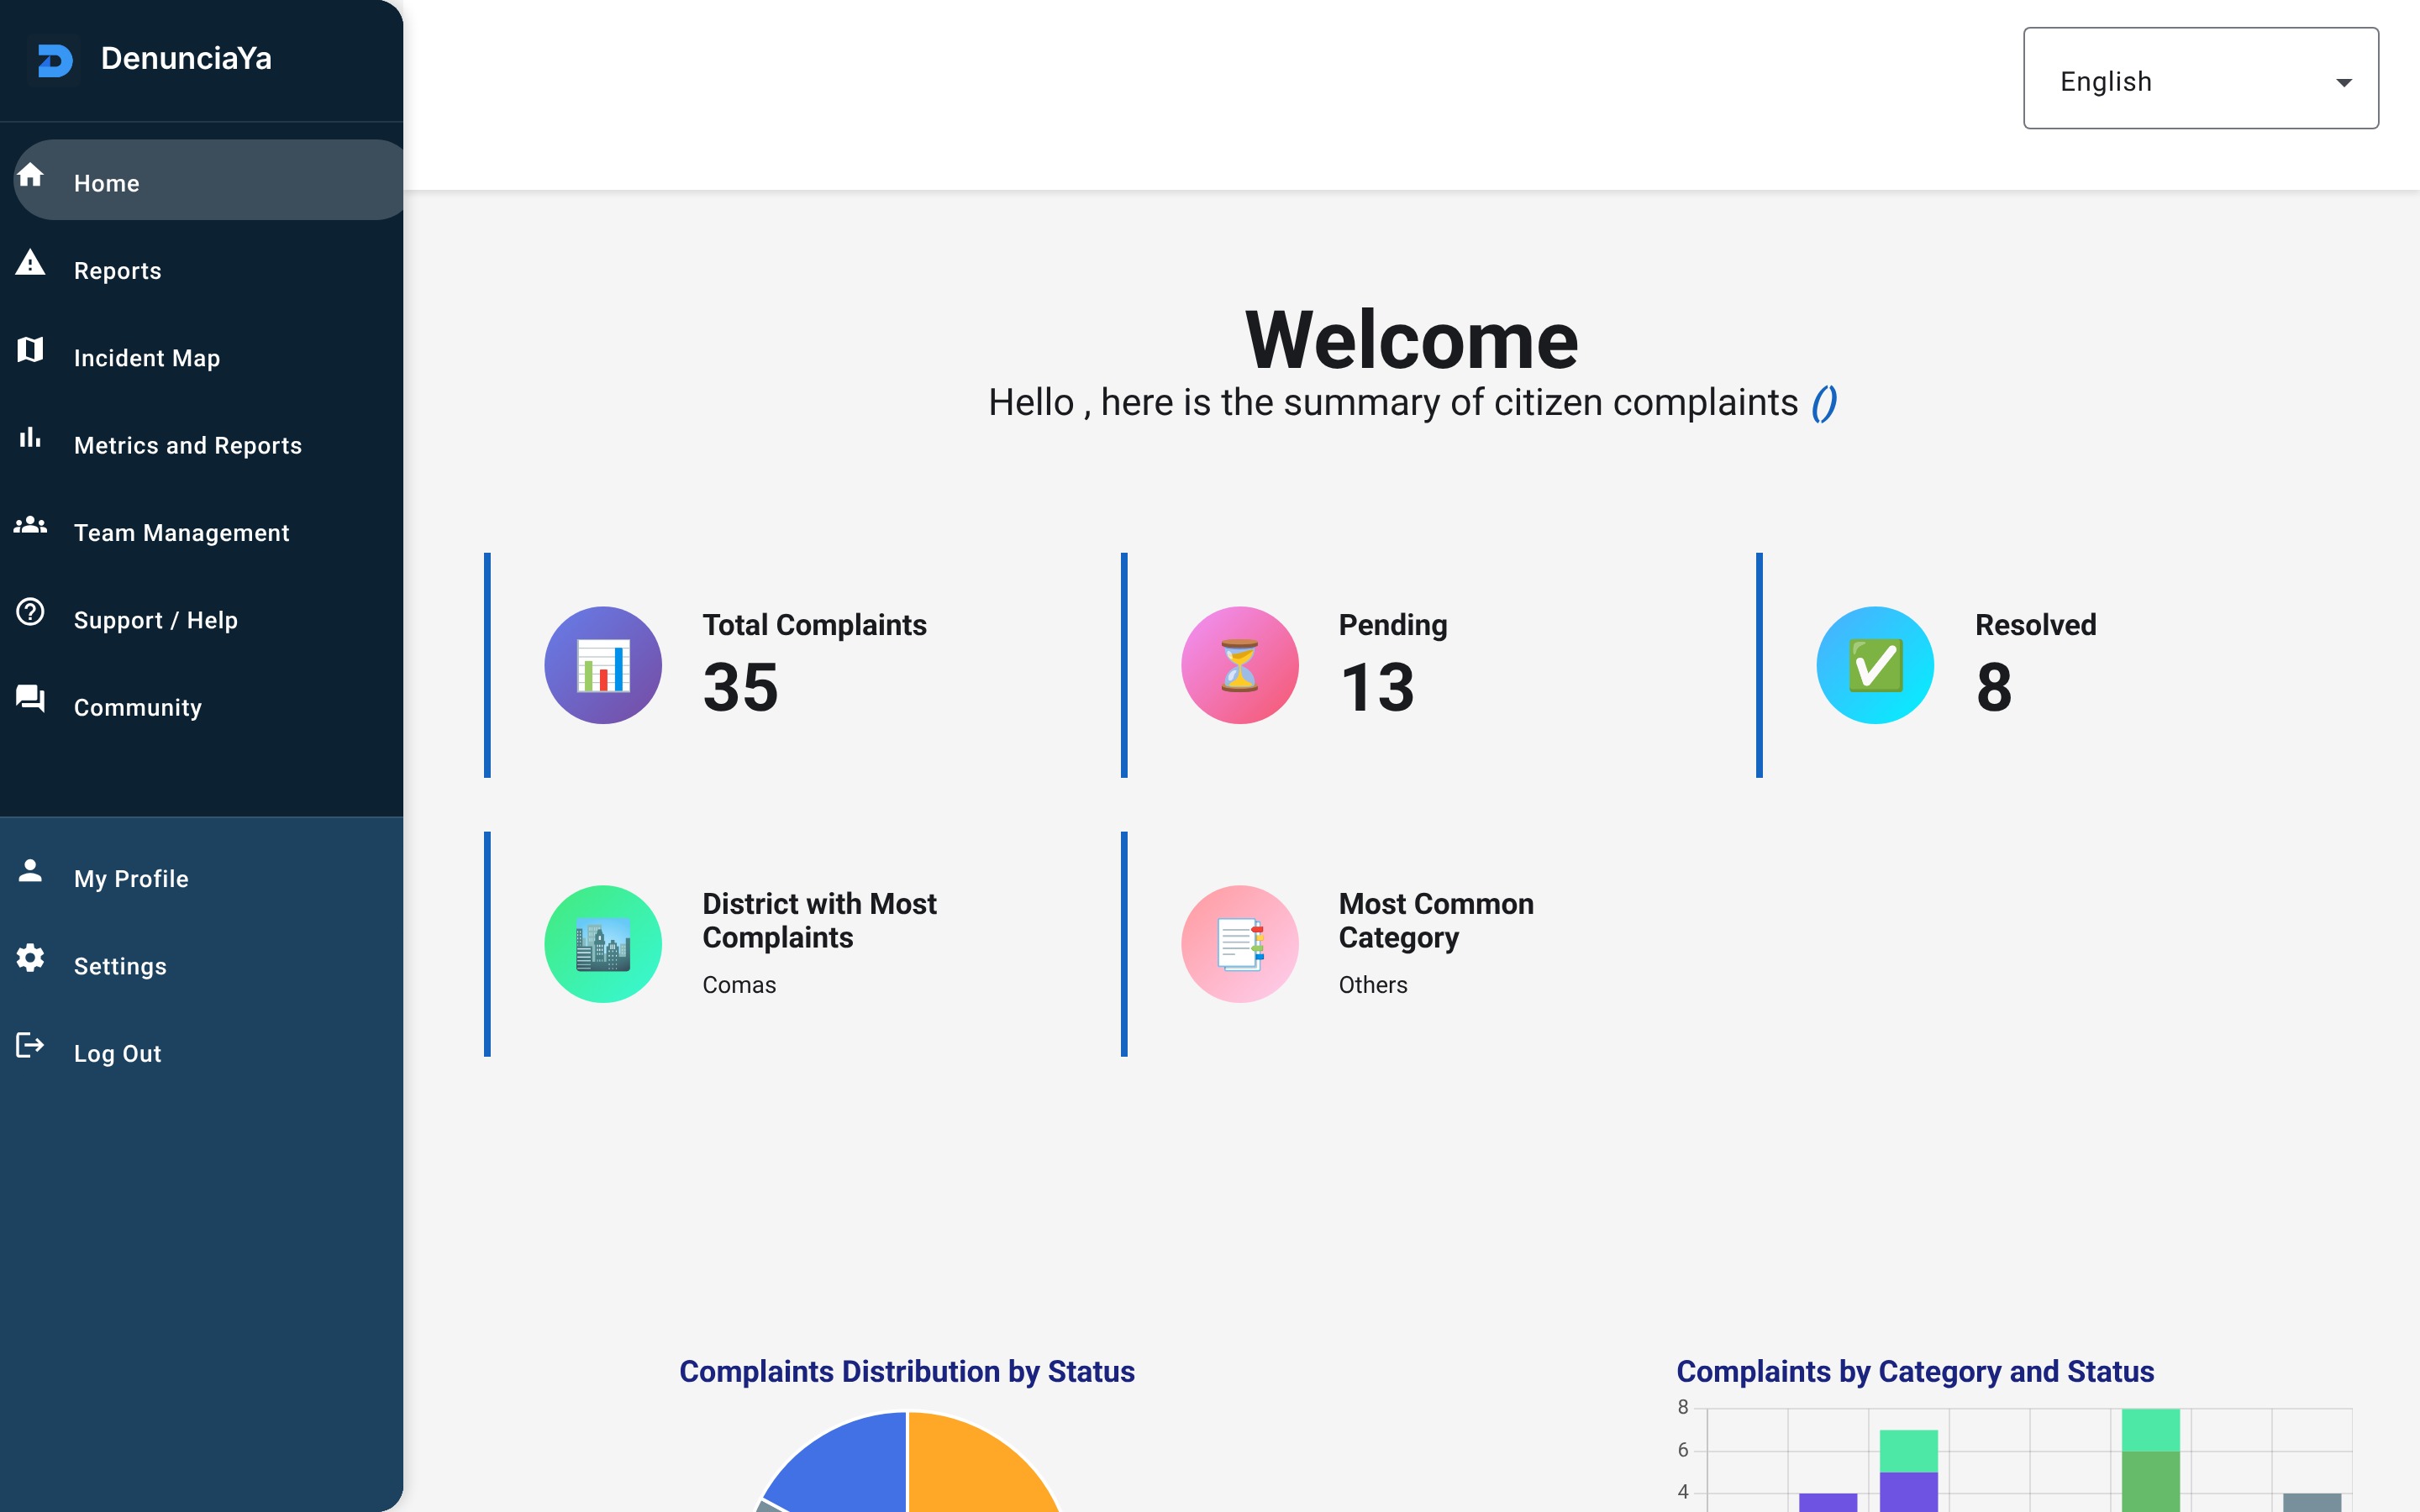 DenunciaYa
English
Home
Reports
Incident Map
Metrics and Reports
Team Management
Support / Help
Community
My Profile
Settings
Log Out
Welcome
Hello , here is the summary of citizen complaints ()
Total Complaints
35
Pending
13
Resolved
8
District with Most
Complaints
Comas
Most Common
Category
Others
Complaints Distribution by Status
Complaints by Category and Status
8
6
4